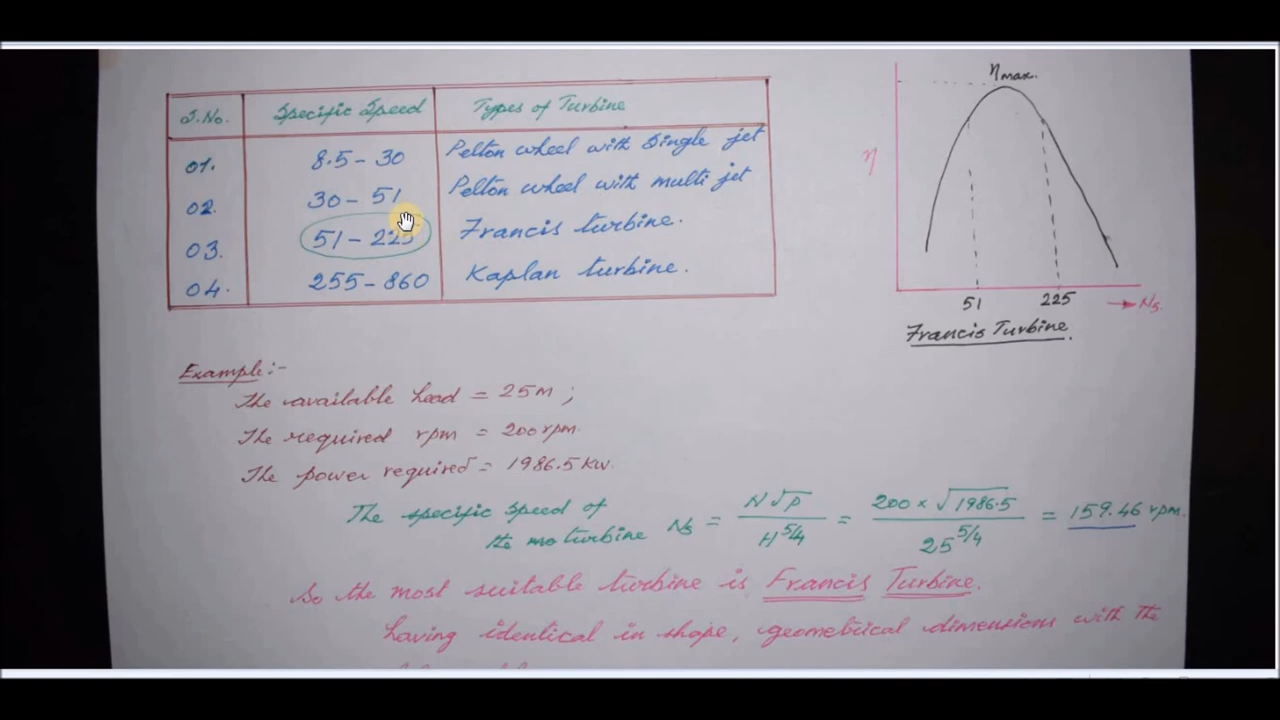 S.No. Specific Speed Types of Turbine
01. 8.5 - 30 Pelton wheel with Single jet
02. 30 - 51 Pelton wheel with multi jet
03. 51 - 225 Francis turbine.
04. 255 - 860 Kaplan turbine.
ηmax.
η
51 225 → Ns
Francis Turbine.
Example:-
The available head = 25m ;
The required rpm = 200 rpm.
The power required = 1986.5 kw.
The specific speed of
the turbine Ns = N√P / H^5/4 = 200 × √1986.5 / 25^5/4 = 159.46 rpm.
So the most suitable turbine is Francis Turbine.
having identical in shape, geometrical dimensions with the